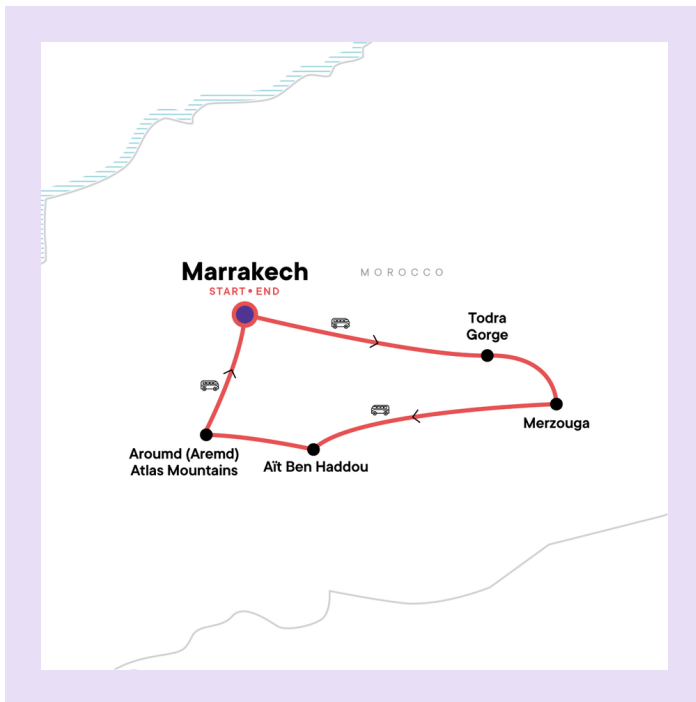 Marrakech
START • END
MOROCCO
Todra
Gorge
Merzouga
Aroumd (Aremd)
Atlas Mountains
Aït Ben Haddou